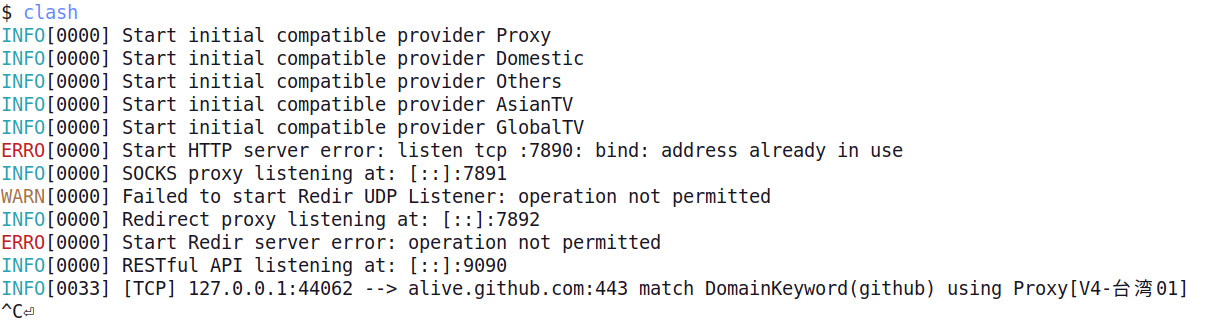 $ clash
INFO[0000] Start initial compatible provider Proxy
INFO[0000] Start initial compatible provider Domestic
INFO[0000] Start initial compatible provider Others
INFO[0000] Start initial compatible provider AsianTV
INFO[0000] Start initial compatible provider GlobalTV
ERRO[0000] Start HTTP server error: listen tcp :7890: bind: address already in use
INFO[0000] SOCKS proxy listening at: [::]:7891
WARN[0000] Failed to start Redir UDP Listener: operation not permitted
INFO[0000] Redirect proxy listening at: [::]:7892
ERRO[0000] Start Redir server error: operation not permitted
INFO[0000] RESTful API listening at: [::]:9090
INFO[0033] [TCP] 127.0.0.1:44062 --> alive.github.com:443 match DomainKeyword(github) using Proxy[V4-台湾01]
^C⏎